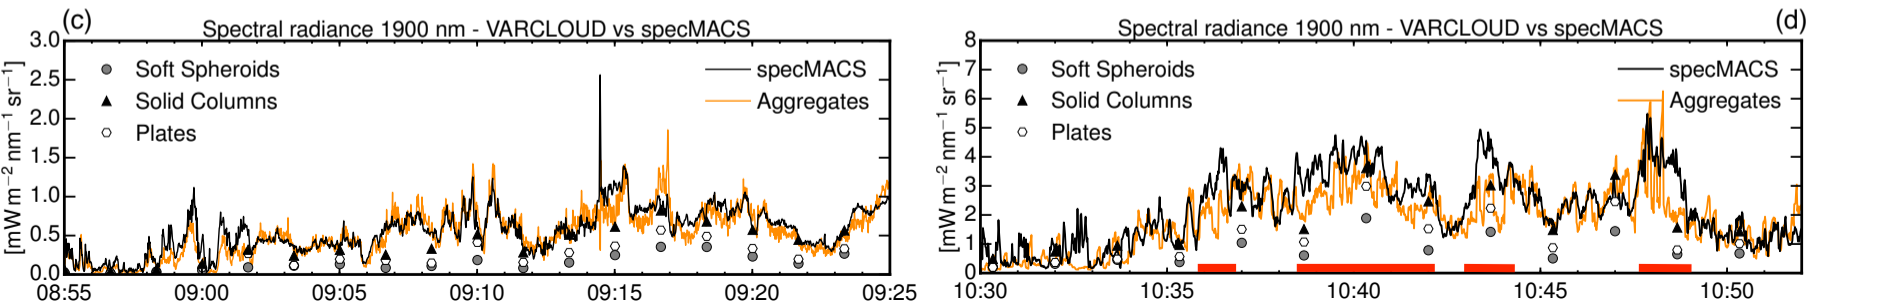 (c)
Spectral radiance 1900 nm - VARCLOUD vs specMACS
[mW m−2 nm−1 sr−1]
3.0
2.5
2.0
1.5
1.0
0.5
0.0
Soft Spheroids
Solid Columns
Plates
specMACS
Aggregates
08:55 09:00 09:05 09:10 09:15 09:20 09:25
(d)
Spectral radiance 1900 nm - VARCLOUD vs specMACS
[mW m−2 nm−1 sr−1]
8
7
6
5
4
3
2
1
0
Soft Spheroids
Solid Columns
Plates
specMACS
Aggregates
10:30 10:35 10:40 10:45 10:50